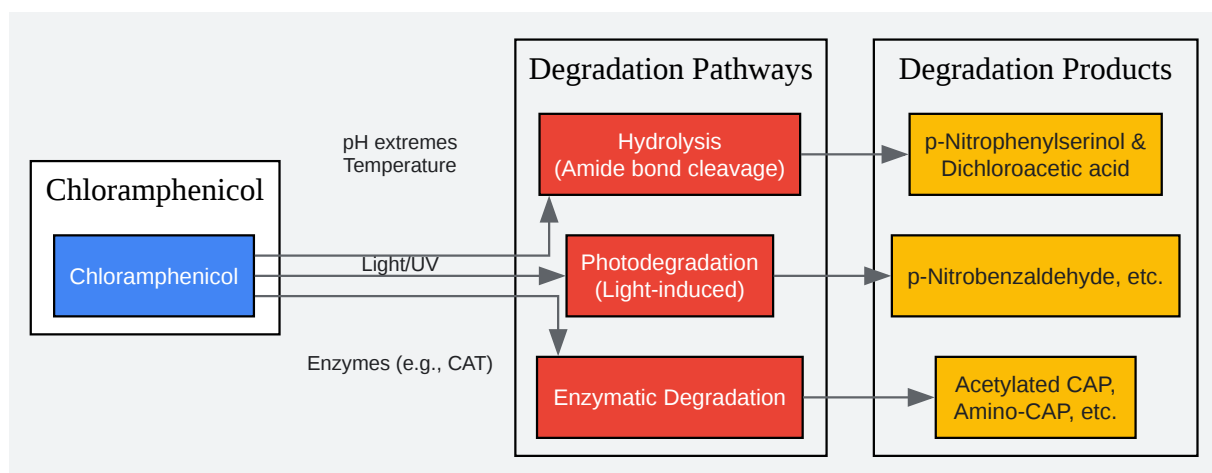 Chloramphenicol
Chloramphenicol
pH extremes
Temperature
Light/UV
Enzymes (e.g., CAT)
Degradation Pathways
Hydrolysis
(Amide bond cleavage)
Photodegradation
(Light-induced)
Enzymatic Degradation
Degradation Products
p-Nitrophenylserinol &
Dichloroacetic acid
p-Nitrobenzaldehyde, etc.
Acetylated CAP,
Amino-CAP, etc.